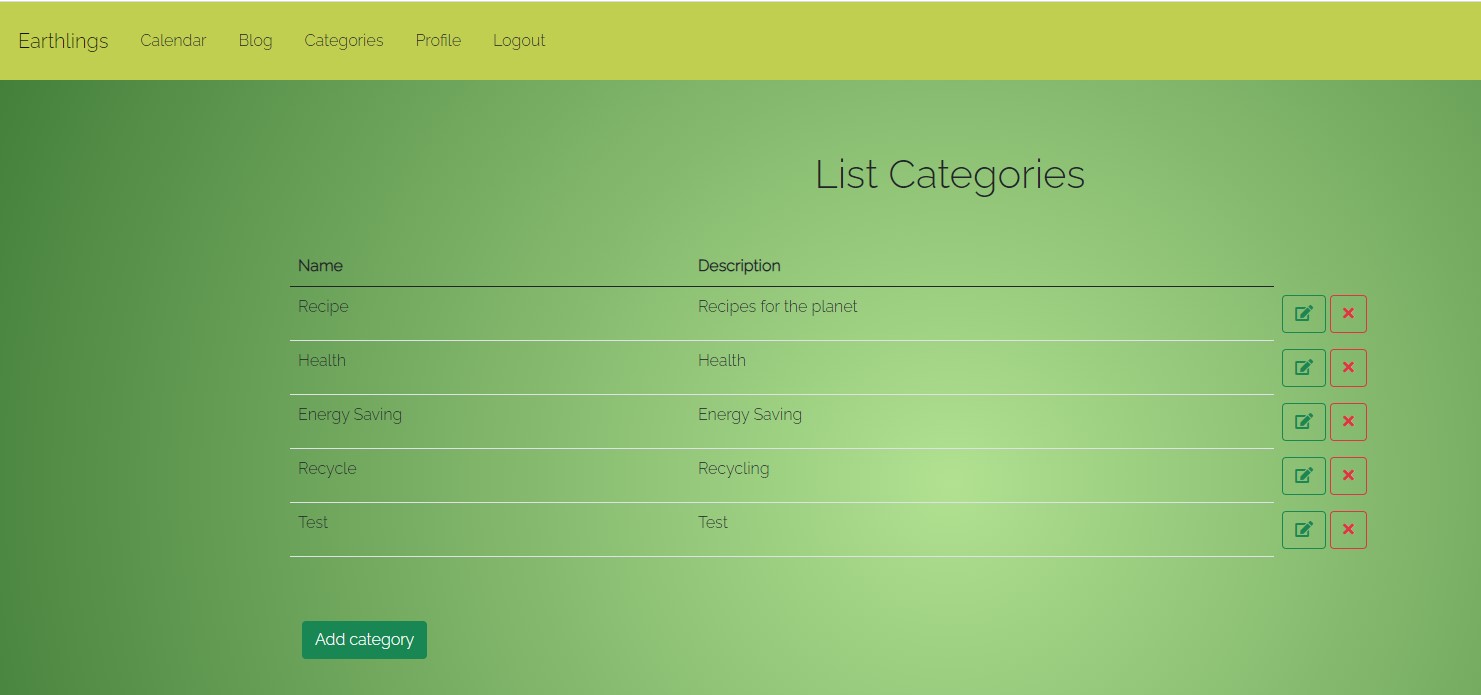 Earthlings Calendar Blog Categories Profile Logout
List Categories
Name Description
Recipe Recipes for the planet
Health Health
Energy Saving Energy Saving
Recycle Recycling
Test Test
Add category